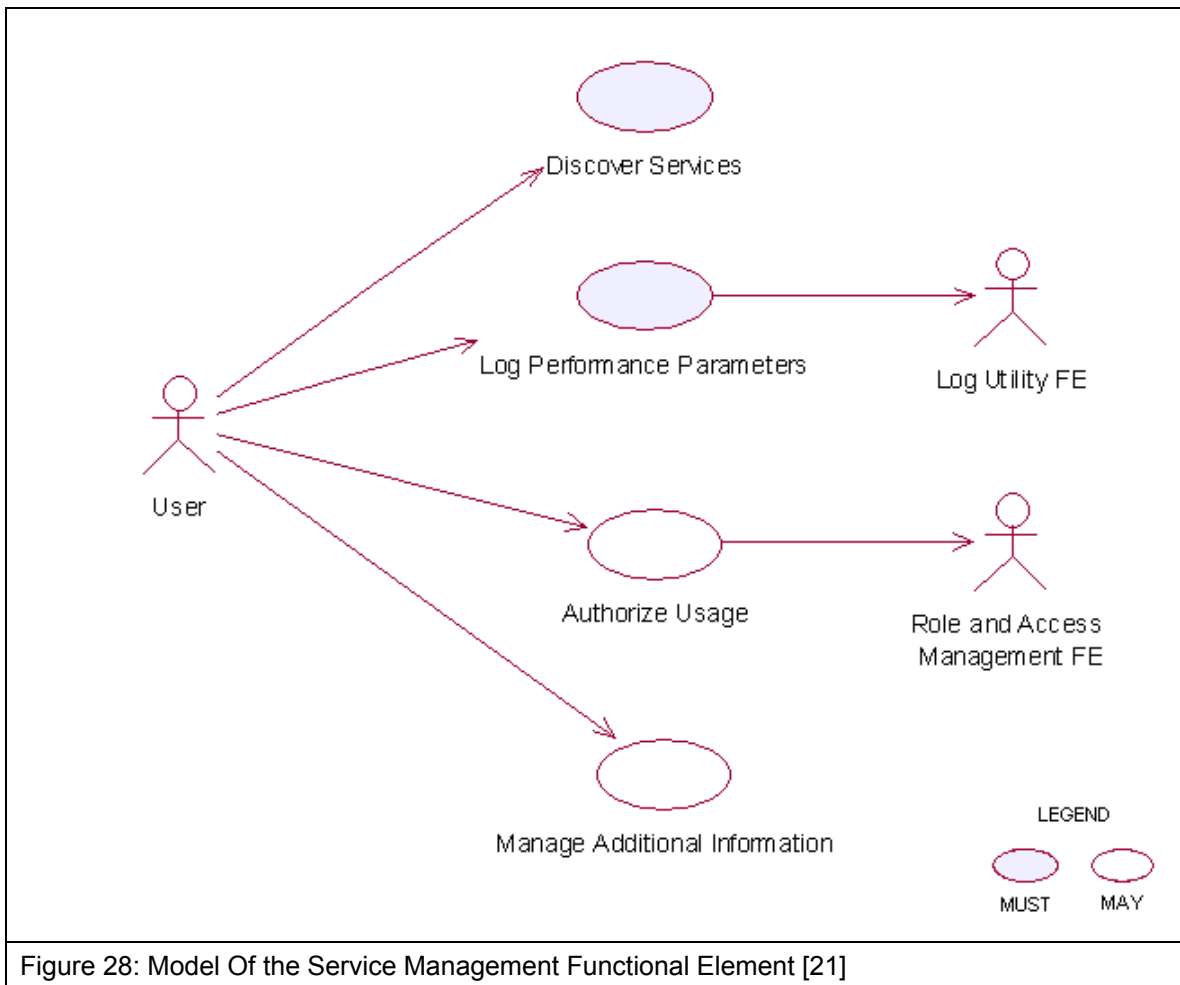 Discover Services
Log Performance Parameters
Log Utility FE
User
Authorize Usage
Role and Access
Management FE
Manage Additional Information
LEGEND
MUST
MAY
Figure 28: Model Of the Service Management Functional Element [21]